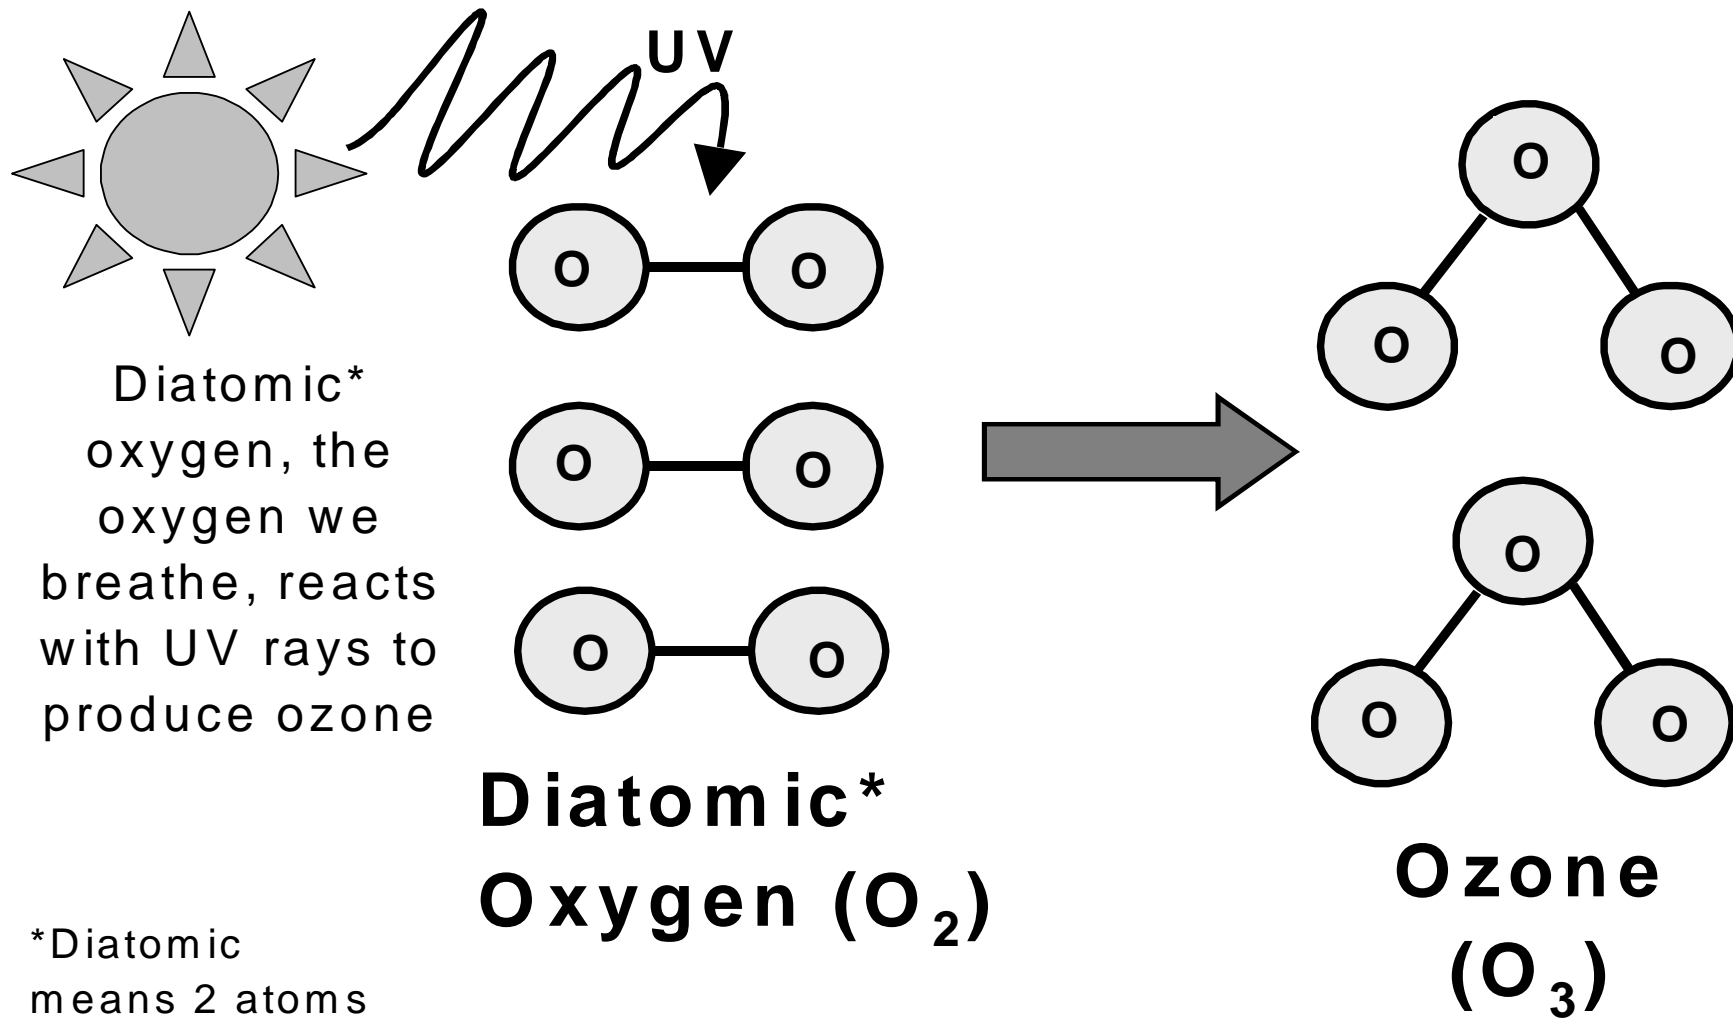 UV
O O
O O
O O
O
O O
O
O O
Diatomic*
oxygen, the
oxygen we
breathe, reacts
with UV rays to
produce ozone
Diatomic*
Oxygen (O₂)
Ozone
(O₃)
*Diatomic
means 2 atoms